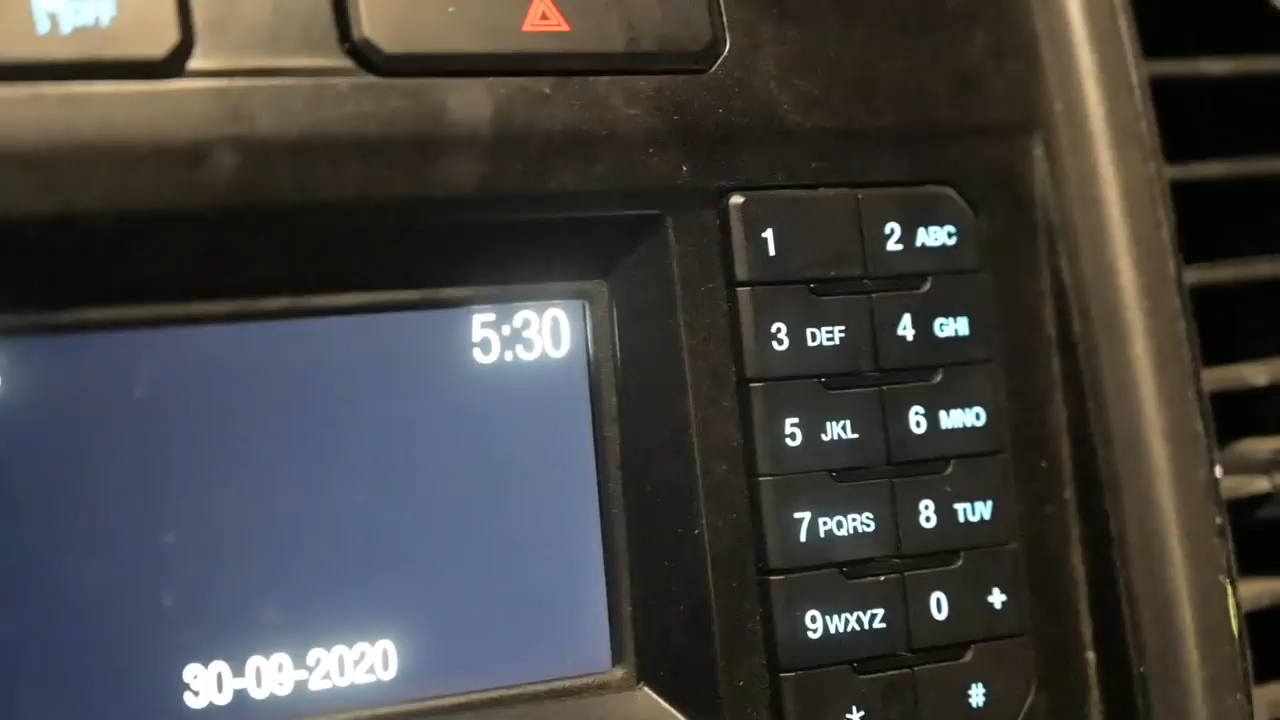 OFF
1
2 ABC
3 DEF
4 GHI
5:30
5 JKL
6 MNO
7 PQRS
8 TUV
9 WXYZ
0 +
30-09-2020
*
#